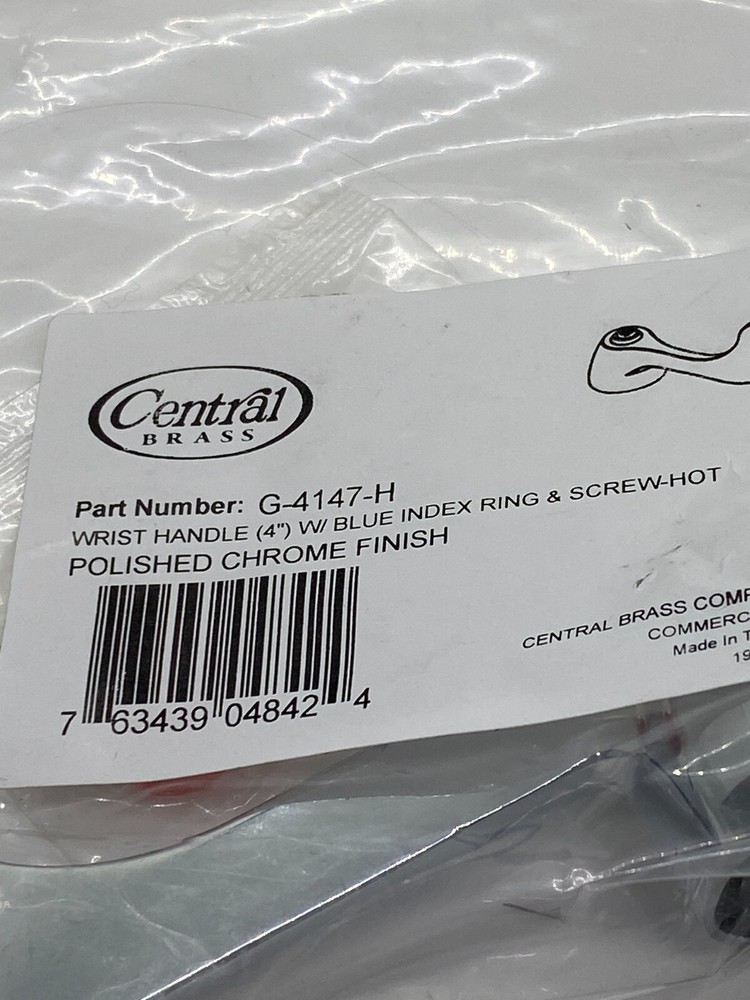 Central
BRASS
Part Number: G-4147-H
WRIST HANDLE (4") W/ BLUE INDEX RING & SCREW-HOT
POLISHED CHROME FINISH
7 63439 04842 4
CENTRAL BRASS
COMMERC
Made In T
19